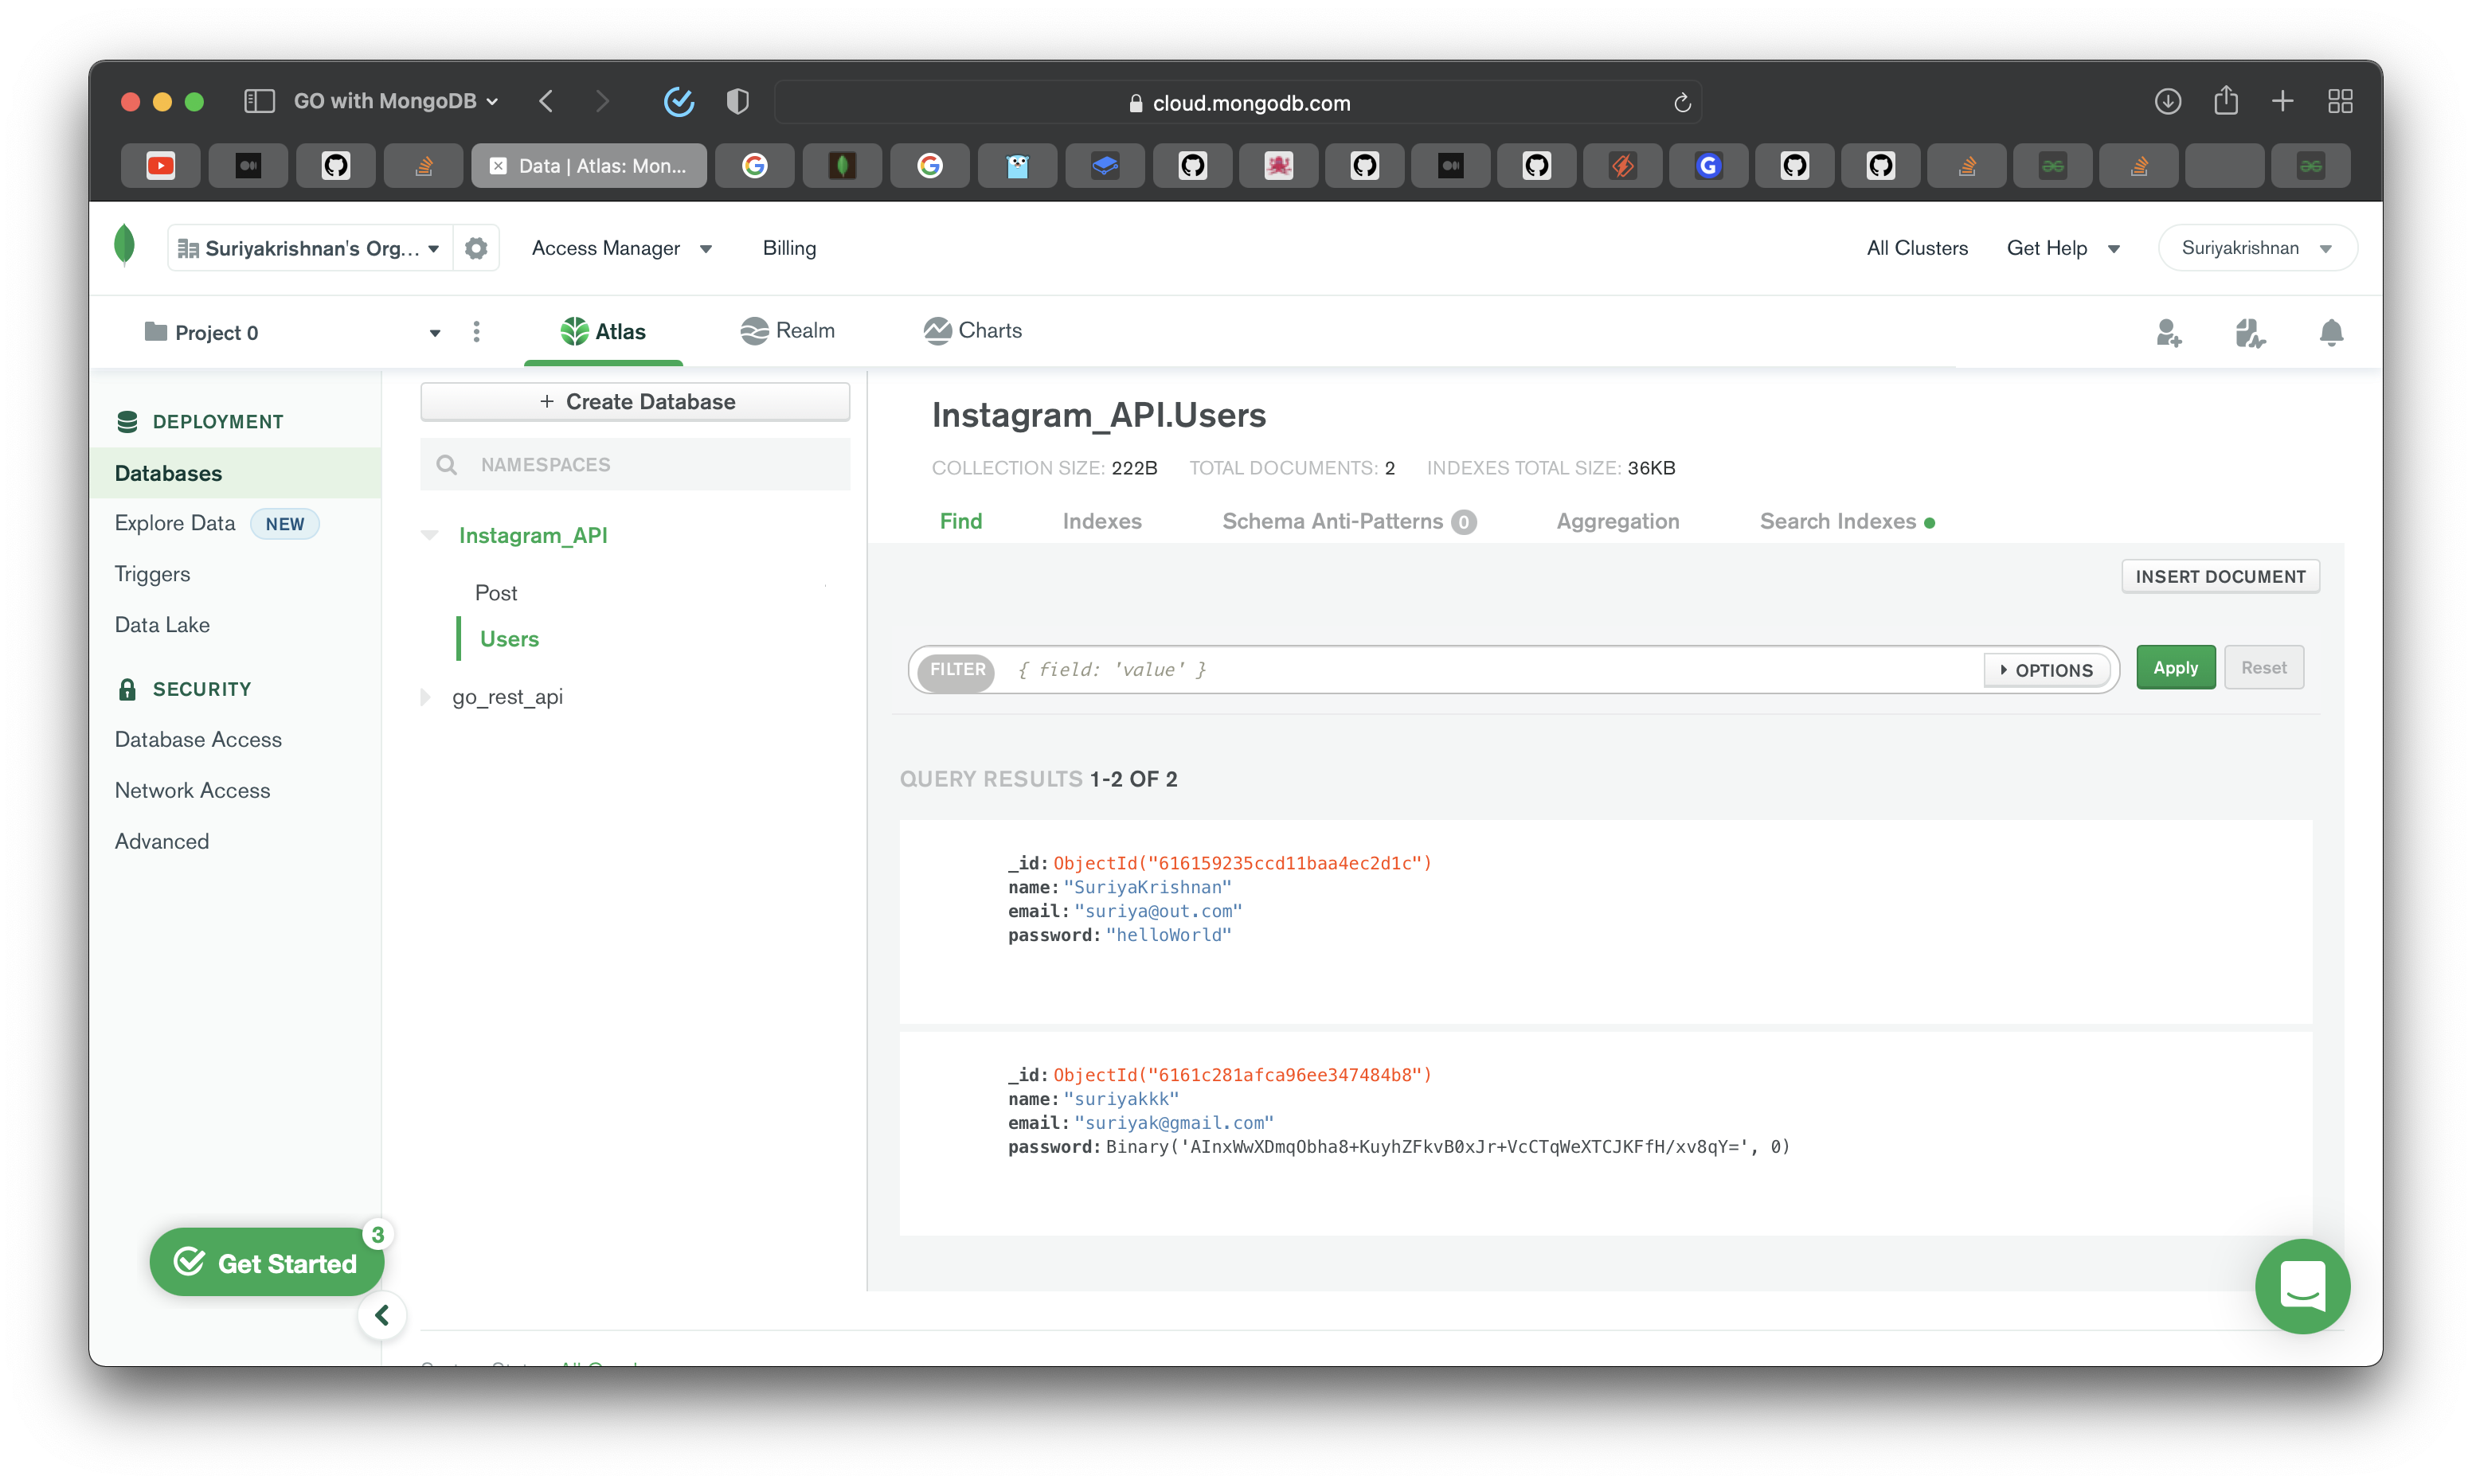 GO with MongoDB
cloud.mongodb.com
Data | Atlas: Mon...
Suriyakrishnan's Org...
Access Manager
Billing
All Clusters
Get Help
Suriyakrishnan
Project 0
Atlas
Realm
Charts
DEPLOYMENT
Databases
Explore Data NEW
Triggers
Data Lake
SECURITY
Database Access
Network Access
Advanced
Get Started
3
+ Create Database
NAMESPACES
Instagram_API
Post
Users
go_rest_api
Instagram_API.Users
COLLECTION SIZE: 222B TOTAL DOCUMENTS: 2 INDEXES TOTAL SIZE: 36KB
Find Indexes Schema Anti-Patterns 0 Aggregation Search Indexes
INSERT DOCUMENT
FILTER { field: 'value' } OPTIONS Apply Reset
QUERY RESULTS 1-2 OF 2
_id: ObjectId("616159235ccd11baa4ec2d1c")
name: "SuriyaKrishnan"
email: "suriya@out.com"
password: "helloWorld"
_id: ObjectId("6161c281afca96ee347484b8")
name: "suriyakkk"
email: "suriyak@gmail.com"
password: Binary('AInxWwXDmqObha8+KuyhZFkvB0xJr+VcCTqWeXTCJKFfH/xv8qY=', 0)